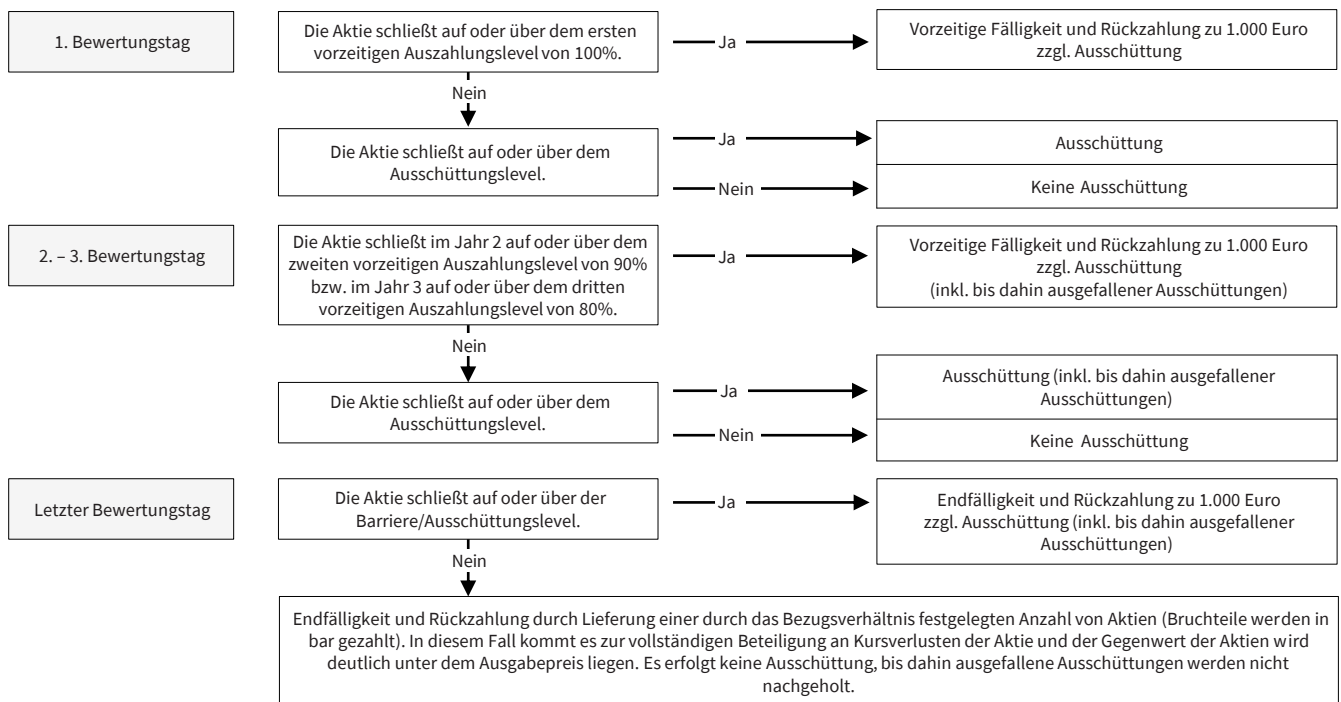 1. Bewertungstag
Die Aktie schließt auf oder über dem ersten
vorzeitigen Auszahlungslevel von 100%.
Ja
Vorzeitige Fälligkeit und Rückzahlung zu 1.000 Euro
zzgl. Ausschüttung
Nein
Die Aktie schließt auf oder über dem
Ausschüttungslevel.
Ja
Ausschüttung
Nein
Keine Ausschüttung
2. – 3. Bewertungstag
Die Aktie schließt im Jahr 2 auf oder über dem
zweiten vorzeitigen Auszahlungslevel von 90%
bzw. im Jahr 3 auf oder über dem dritten
vorzeitigen Auszahlungslevel von 80%.
Ja
Vorzeitige Fälligkeit und Rückzahlung zu 1.000 Euro
zzgl. Ausschüttung
(inkl. bis dahin ausgefallener Ausschüttungen)
Nein
Die Aktie schließt auf oder über dem
Ausschüttungslevel.
Ja
Ausschüttung (inkl. bis dahin ausgefallener
Ausschüttungen)
Nein
Keine Ausschüttung
Letzter Bewertungstag
Die Aktie schließt auf oder über der
Barriere/Ausschüttungslevel.
Ja
Endfälligkeit und Rückzahlung zu 1.000 Euro
zzgl. Ausschüttung (inkl. bis dahin ausgefallener
Ausschüttungen)
Nein
Endfälligkeit und Rückzahlung durch Lieferung einer durch das Bezugsverhältnis festgelegten Anzahl von Aktien (Bruchteile werden in
bar gezahlt). In diesem Fall kommt es zur vollständigen Beteiligung an Kursverlusten der Aktie und der Gegenwert der Aktien wird
deutlich unter dem Ausgabepreis liegen. Es erfolgt keine Ausschüttung, bis dahin ausgefallene Ausschüttungen werden nicht
nachgeholt.